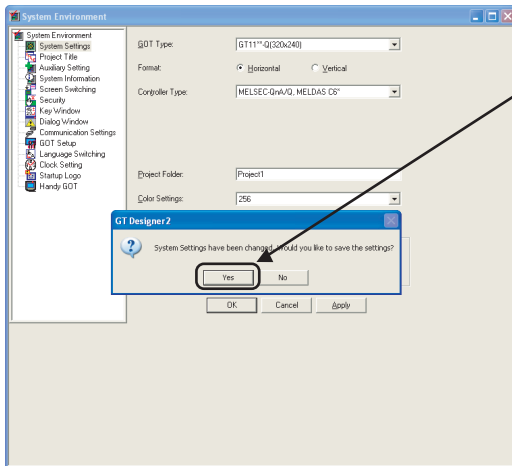 System Environment
System Environment
System Settings
Project Title
Auxiliary Setting
System Information
Screen Switching
Security
Key Window
Dialog Window
Communication Settings
GOT Setup
Language Switching
Clock Setting
Startup Logo
Handy GOT
GOT Type:
GT11**-Q(320x240)
Format:
Horizontal
Vertical
Controller Type:
MELSEC-QnA/Q, MELDAS C6*
Project Folder:
Project1
Color Settings:
256
GT Designer2
System Settings have been changed. Would you like to save the settings?
Yes
No
OK
Cancel
Apply